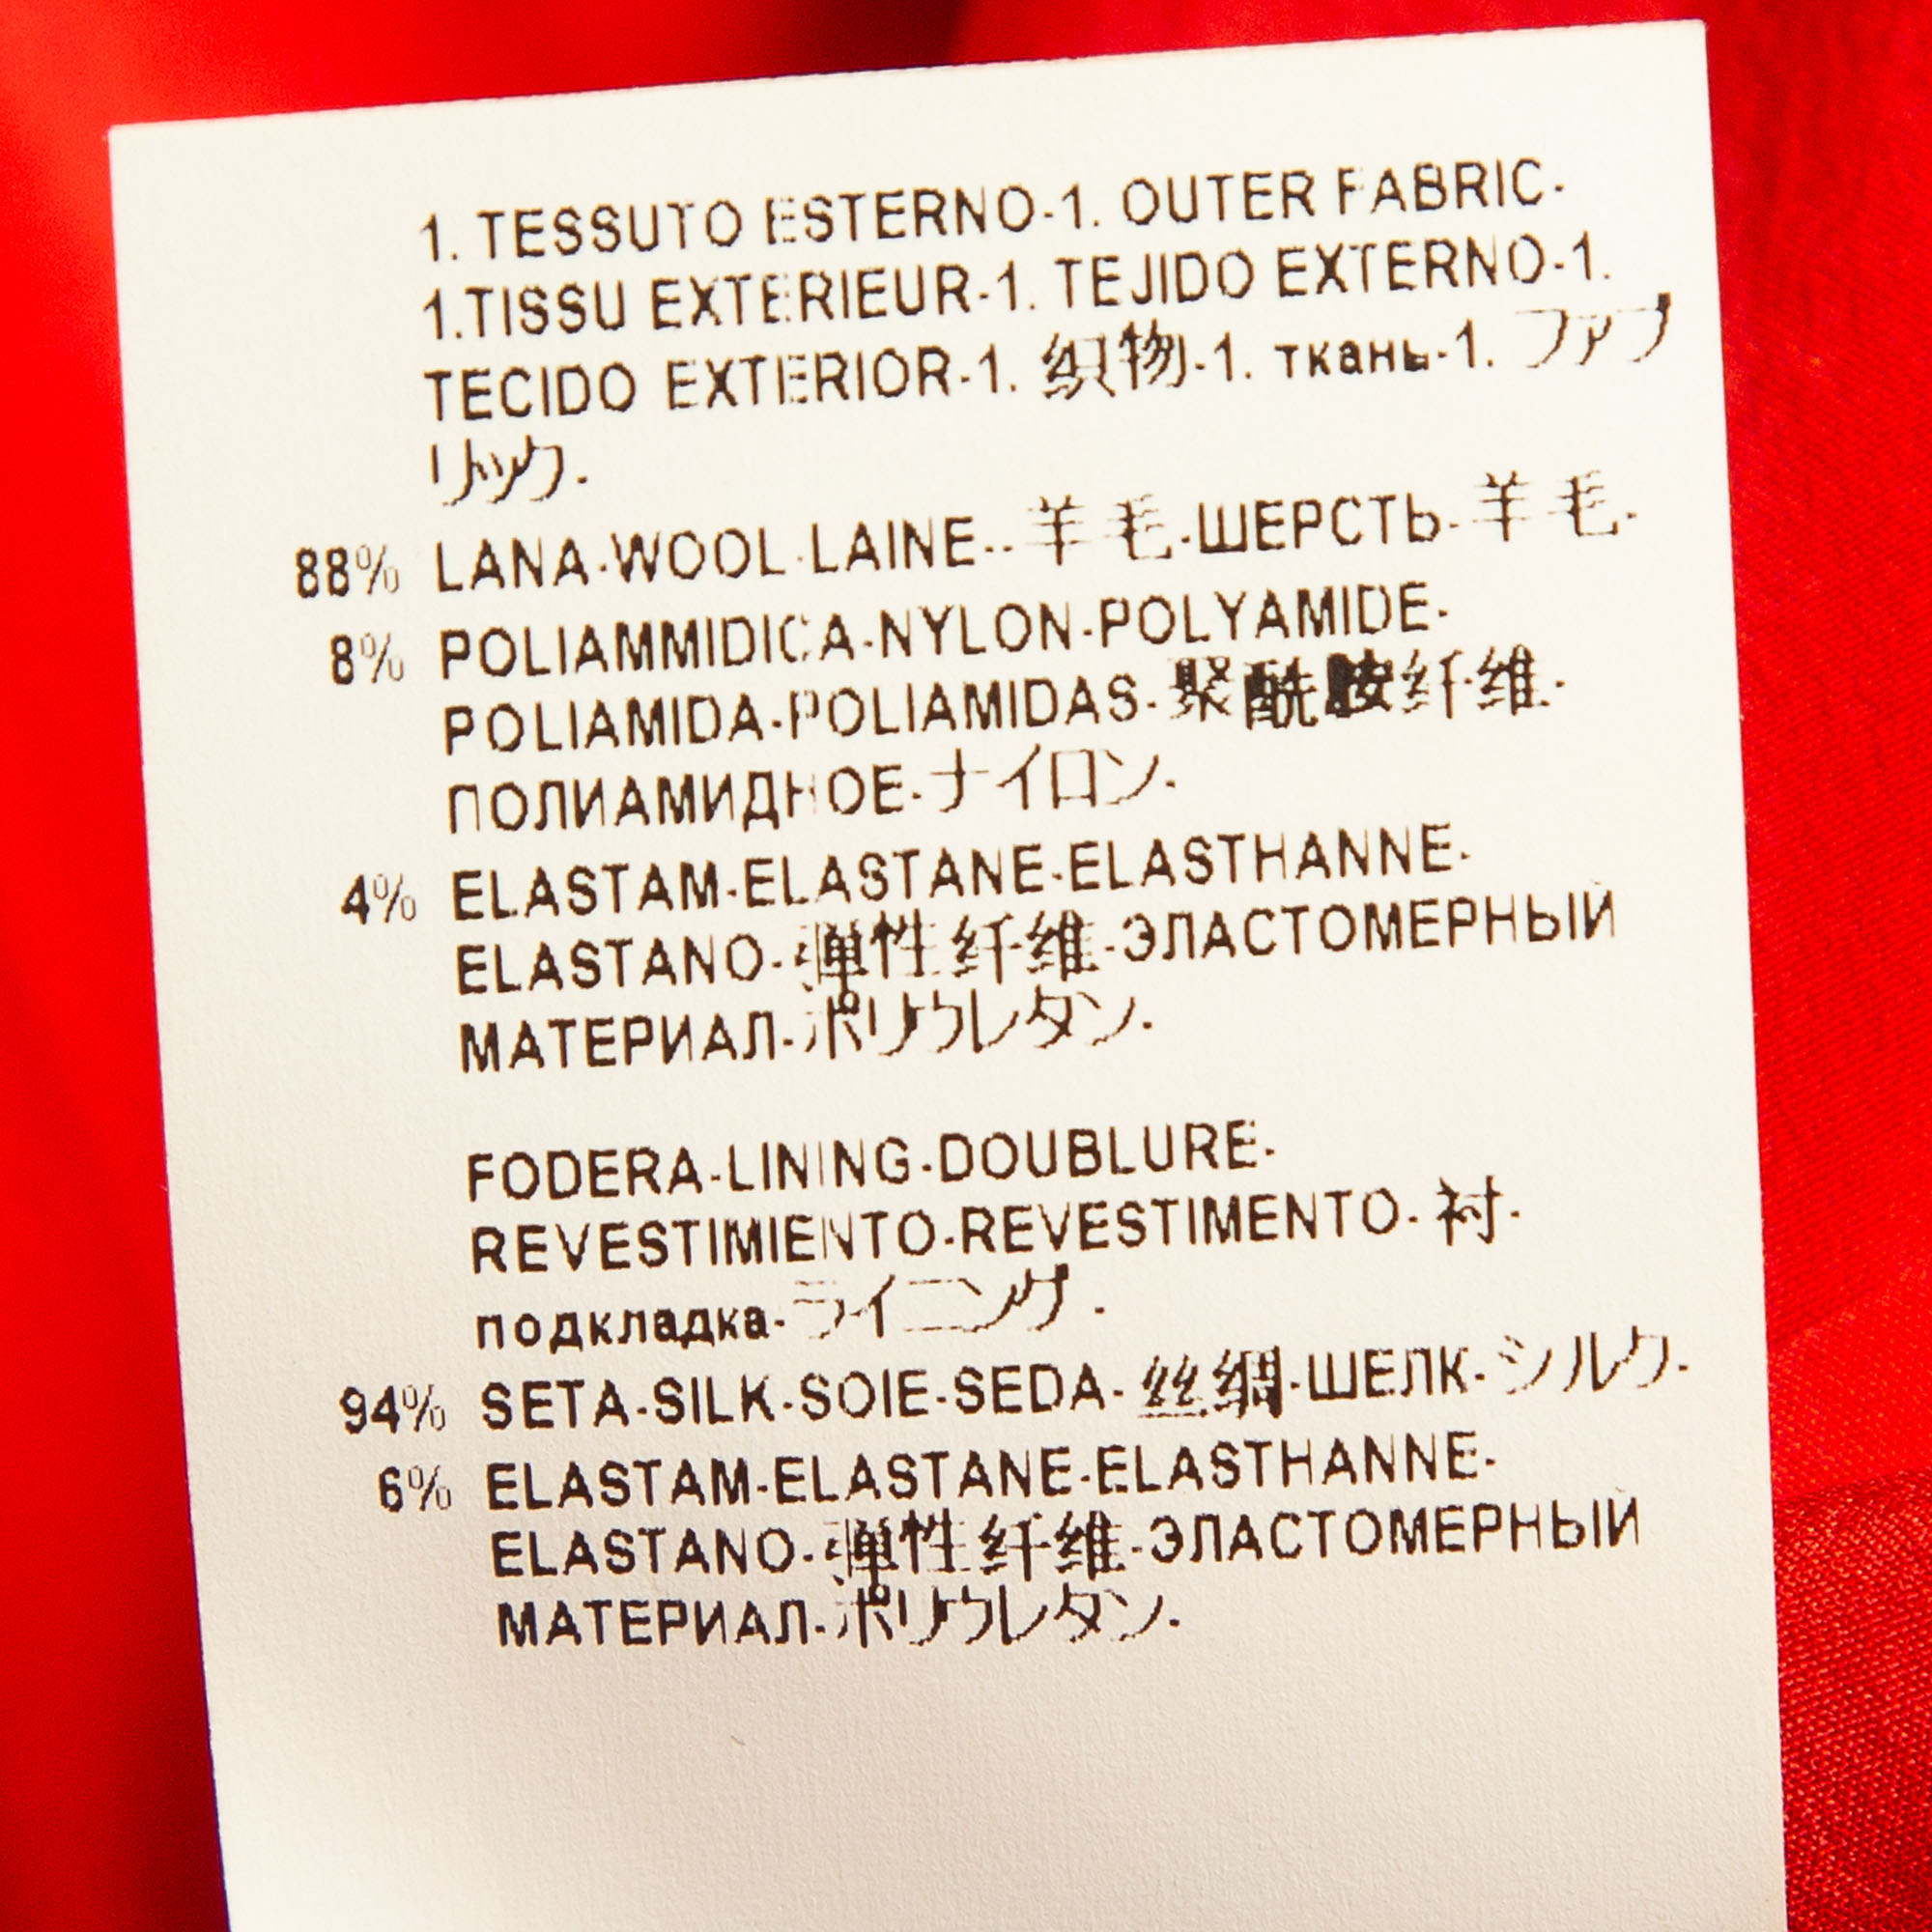 1. TESSUTO ESTERNO-1. OUTER FABRIC-
1.TISSU EXTERIEUR-1. TEJIDO EXTERNO-1.
TECIDO EXTERIOR-1. 织物-1. ткань-1. ファブ
リック.
88% LANA-WOOL-LAINE-- 羊毛-ШЕРСТЬ-羊毛.
8% POLIAMMIDICA-NYLON-POLYAMIDE-
POLIAMIDA-POLIAMIDAS-聚酰胺纤维-
ПОЛИАМИДНОЕ-ナイロン.
4% ELASTAM-ELASTANE-ELASTHANNE-
ELASTANO-弹性纤维-ЭЛАСТОМЕРНЫЙ
МАТЕРИАЛ-ポリウレタン.
FODERA-LINING-DOUBLURE-
REVESTIMIENTO-REVESTIMENTO-衬-
подкладка-ライニング.
94% SETA-SILK-SOIE-SEDA-丝绸-ШЕЛК-シルク.
6% ELASTAM-ELASTANE-ELASTHANNE-
ELASTANO-弹性纤维-ЭЛАСТОМЕРНЫЙ
МАТЕРИАЛ-ポリウレタン.